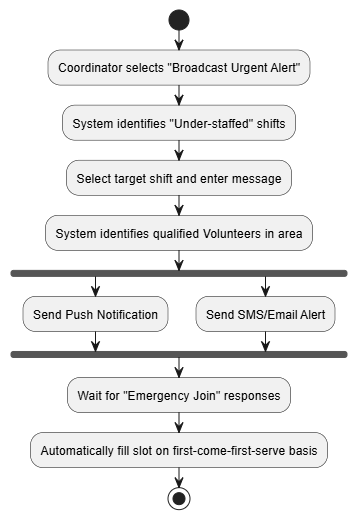 Coordinator selects "Broadcast Urgent Alert"
System identifies "Under-staffed" shifts
Select target shift and enter message
System identifies qualified Volunteers in area
Send Push Notification
Send SMS/Email Alert
Wait for "Emergency Join" responses
Automatically fill slot on first-come-first-serve basis